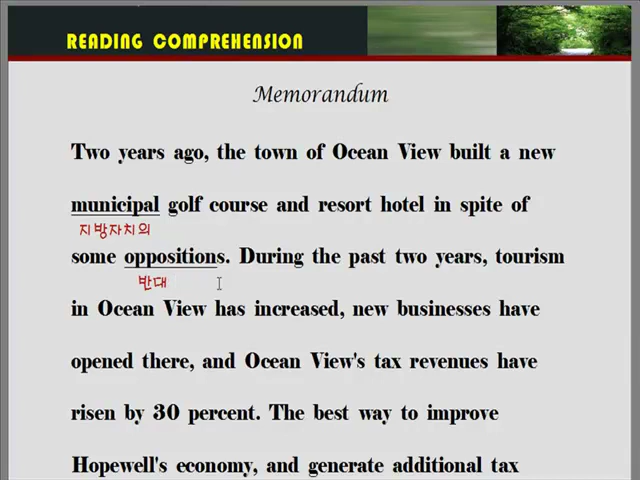 READING COMPREHENSION
Memorandum
Two years ago, the town of Ocean View built a new
municipal golf course and resort hotel in spite of
지방자치의
some oppositions. During the past two years, tourism
반대
in Ocean View has increased, new businesses have
opened there, and Ocean View's tax revenues have
risen by 30 percent. The best way to improve
Hopewell's economy, and generate additional tax